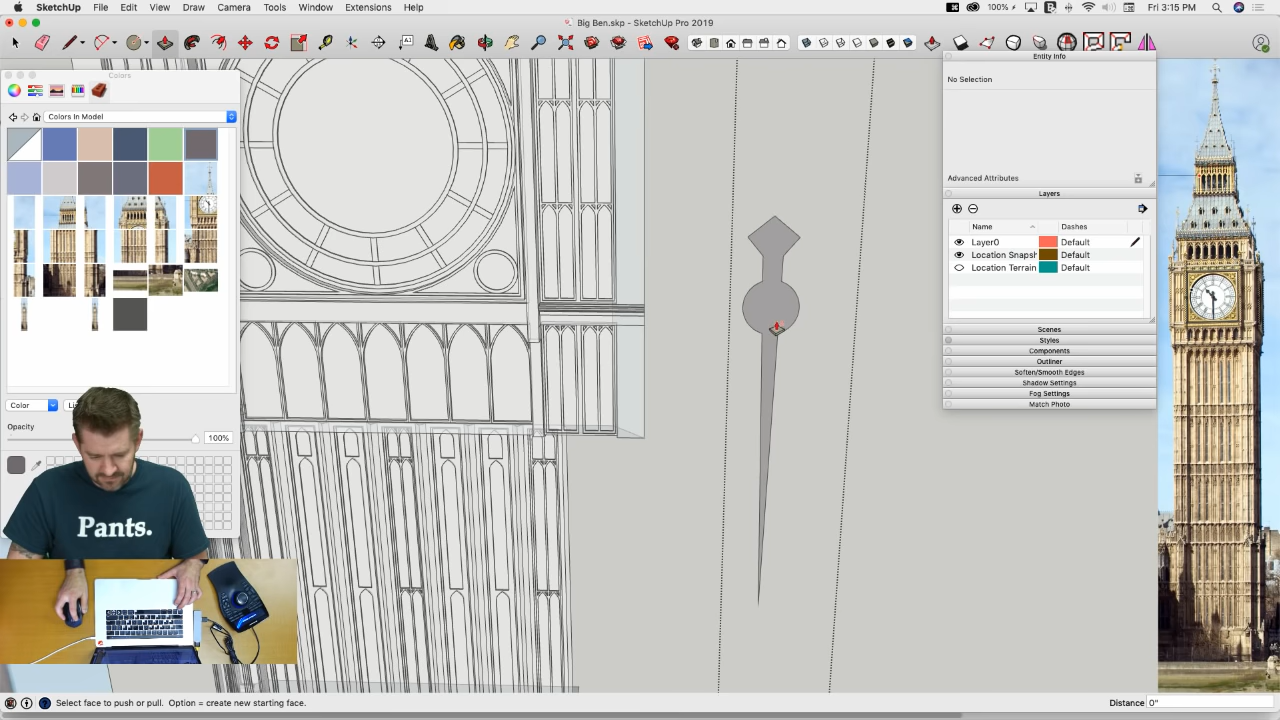 SketchUp File Edit View Draw Camera Tools Window Extensions Help
100% Fri 3:15 PM
Big Ben.skp - SketchUp Pro 2019
Colors
Colors In Model
Color
Opacity
100%
Pants.
Entity Info
No Selection
Advanced Attributes
Layers
Name Dashes
Layer0 Default
Location Snapsh Default
Location Terrain Default
Scenes
Styles
Components
Outliner
Soften/Smooth Edges
Shadow Settings
Fog Settings
Match Photo
Select face to push or pull. Option = create new starting face.
Distance 0"